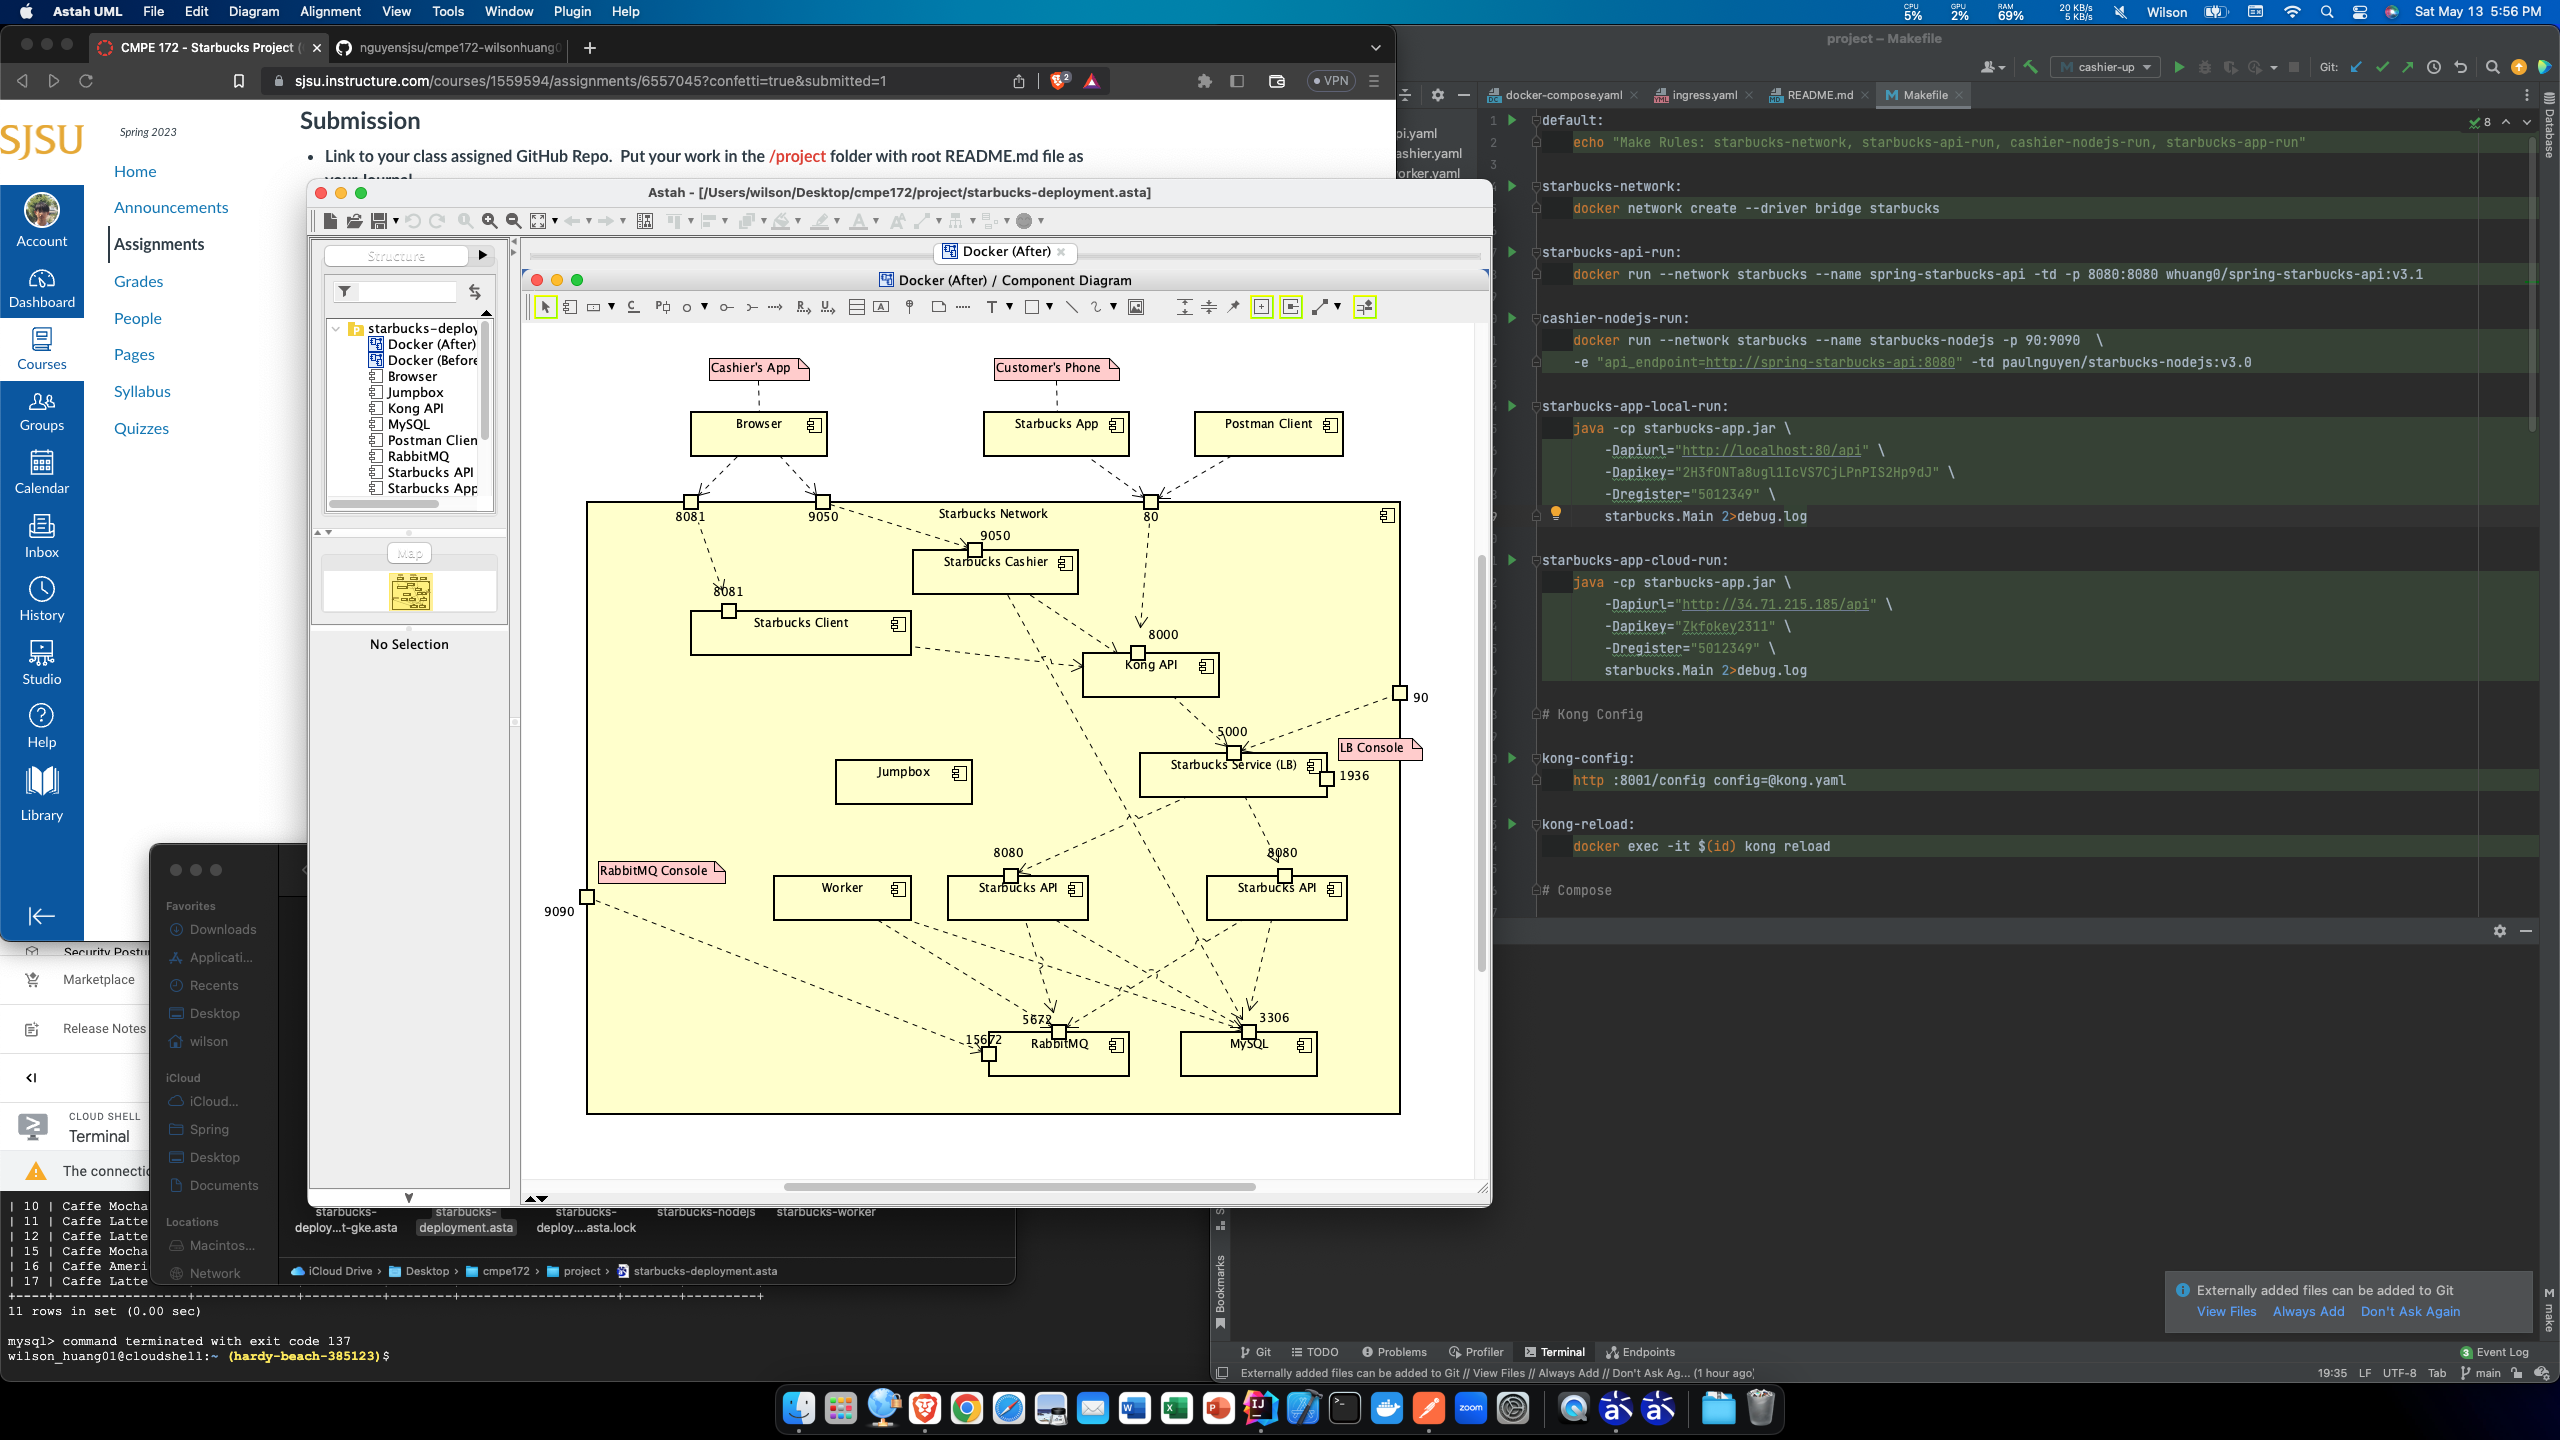 Astah UML File Edit Diagram Alignment View Tools Window Plugin Help
CPU 5% GPU 2% RAM 69% 20 KB/s 5 KB/s Wilson Sat May 13 5:56 PM
CMPE 172 - Starbucks Project (
nguyensjsu/cmpe172-wilsonhuang0
sjsu.instructure.com/courses/1559594/assignments/6557045?confetti=true&submitted=1
2
VPN
SJSU
Account
Dashboard
Courses
Groups
Calendar
Inbox
History
Studio
Help
Library
Spring 2023
Home
Announcements
Assignments
Grades
People
Pages
Syllabus
Quizzes
Submission
• Link to your class assigned GitHub Repo. Put your work in the /project folder with root README.md file as
your Journal
Astah - [/Users/wilson/Desktop/cmpe172/project/starbucks-deployment.asta]
Structure
starbucks-deploy
Docker (After)
Docker (Before
Browser
Jumpbox
Kong API
MySQL
Postman Clien
RabbitMQ
Starbucks API
Starbucks App
Map
No Selection
Docker (After)
Docker (After) / Component Diagram
Cashier's App
Customer's Phone
Browser
Starbucks App
Postman Client
8081
9050
Starbucks Network
80
9050
Starbucks Cashier
8081
Starbucks Client
8000
Kong API
90
5000
LB Console
Starbucks Service (LB)
1936
Jumpbox
8080
8080
RabbitMQ Console
Worker
Starbucks API
Starbucks API
9090
5672
3306
15672
RabbitMQ
MySQL
project – Makefile
cashier-up
Git:
docker-compose.yaml
ingress.yaml
README.md
Makefile
pi.yaml
ashier.yaml
orker.yaml
8
Database
default:
echo "Make Rules: starbucks-network, starbucks-api-run, cashier-nodejs-run, starbucks-app-run"
starbucks-network:
docker network create --driver bridge starbucks
starbucks-api-run:
docker run --network starbucks --name spring-starbucks-api -td -p 8080:8080 whuang0/spring-starbucks-api:v3.1
cashier-nodejs-run:
docker run --network starbucks --name starbucks-nodejs -p 90:9090 \
-e "api_endpoint=http://spring-starbucks-api:8080" -td paulnguyen/starbucks-nodejs:v3.0
starbucks-app-local-run:
java -cp starbucks-app.jar \
-Dapiurl="http://localhost:80/api" \
-Dapikey="2H3fONTa8ugl1IcVS7CjLPnPIS2Hp9dJ" \
-Dregister="5012349" \
starbucks.Main 2>debug.log
starbucks-app-cloud-run:
java -cp starbucks-app.jar \
-Dapiurl="http://34.71.215.185/api" \
-Dapikey="Zkfokey2311" \
-Dregister="5012349" \
starbucks.Main 2>debug.log
# Kong Config
kong-config:
http :8001/config config=@kong.yaml
kong-reload:
docker exec -it $(id) kong reload
# Compose
Marketplace
Release Notes
CLOUD SHELL
Terminal
The connectio
Favorites
Downloads
Applicati...
Recents
Desktop
wilson
iCloud
iCloud...
Spring
Desktop
Documents
Locations
Macintos...
Network
starbucks-
deploy...t-gke.asta
starbucks-
deployment.asta
starbucks-
deploy....asta.lock
starbucks-nodejs
starbucks-worker
iCloud Drive › Desktop › cmpe172 › project › starbucks-deployment.asta
| 10 | Caffe Mocha
| 11 | Caffe Latte
| 12 | Caffe Latte
| 15 | Caffe Mocha
| 16 | Caffe Ameri
| 17 | Caffe Latte
11 rows in set (0.00 sec)
mysql> command terminated with exit code 137
wilson_huang01@cloudshell:~ (hardy-beach-385123)$
Bookmarks
make
Externally added files can be added to Git
View Files Always Add Don't Ask Again
Git TODO Problems Profiler Terminal Endpoints
3 Event Log
Externally added files can be added to Git // View Files // Always Add // Don't Ask Ag... (1 hour ago)
19:35 LF UTF-8 Tab main
zoom